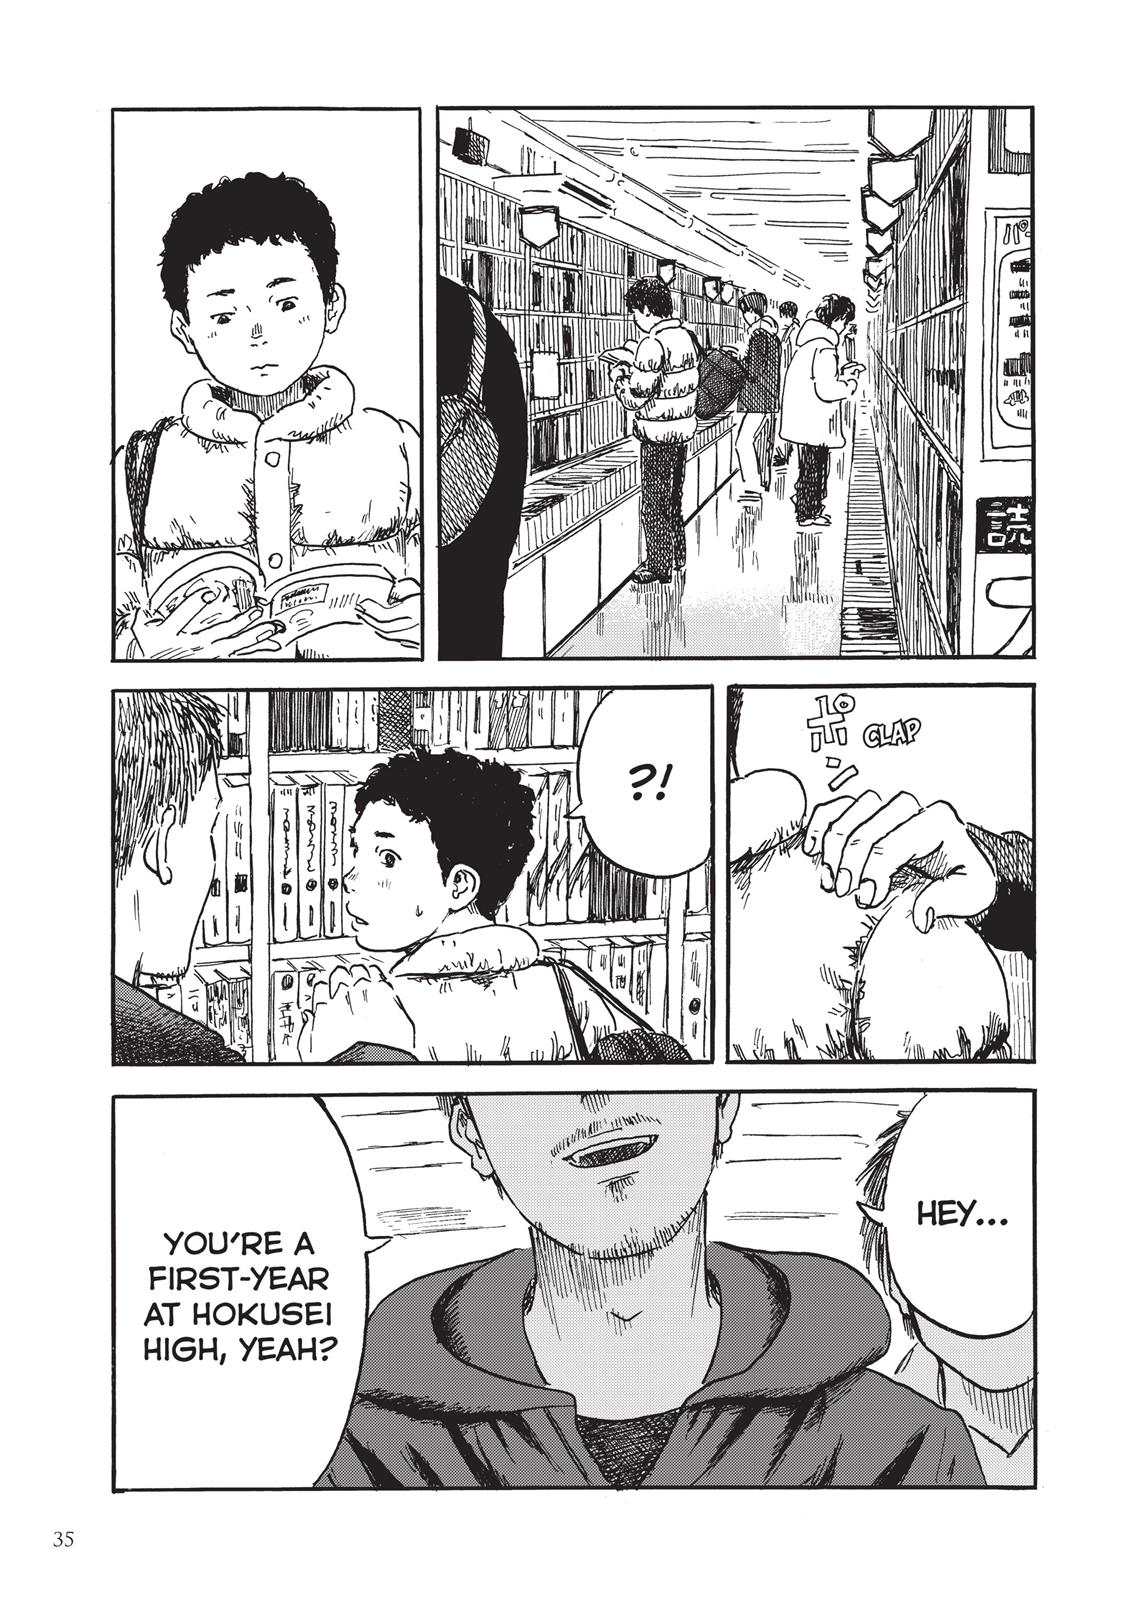 パ
読
ポン
CLAP
?!
HEY...
YOU'RE A
FIRST-YEAR
AT HOKUSEI
HIGH, YEAH?
35